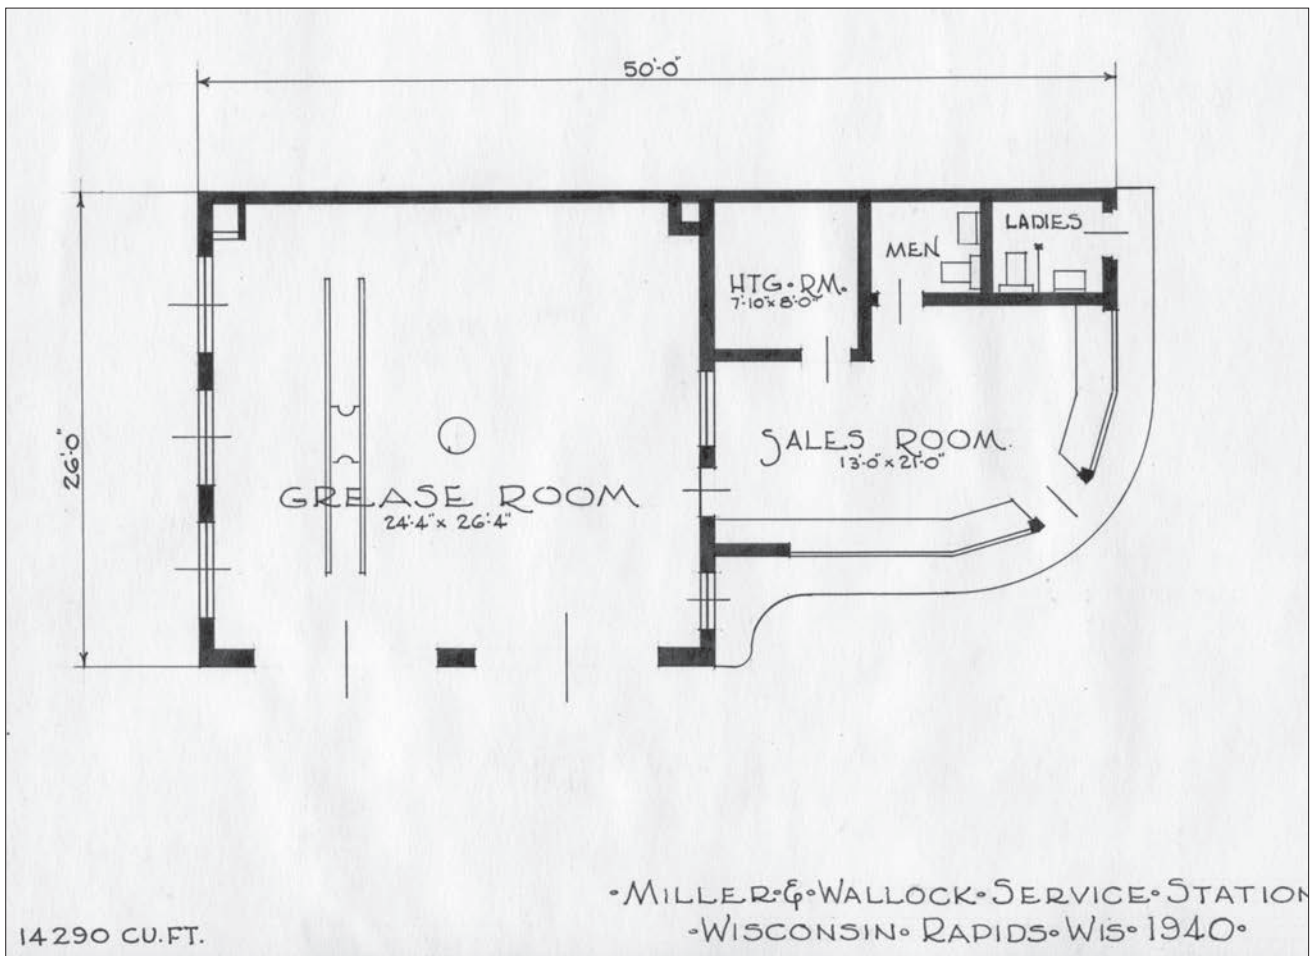 50'-0"
LADIES
MEN
HTG·RM.
7'-10"x 8'-0"
26'-0"
SALES ROOM.
13'-0" x 21'-0"
GREASE ROOM
24'-4" x 26'-4"
·MILLER·&·WALLOCK·SERVICE·STATION
14290 CU.FT.
·WISCONSIN·RAPIDS·WIS·1940·